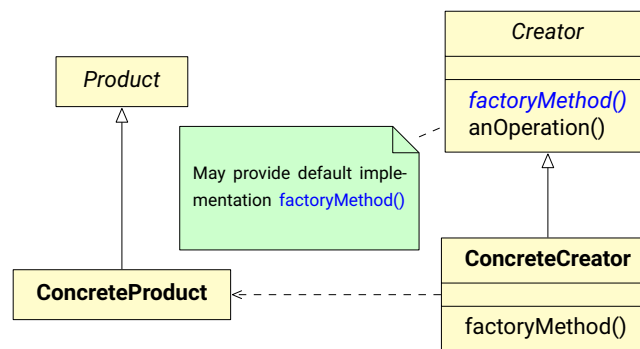 Creator
Product
factoryMethod()
anOperation()
May provide default imple-
mentation factoryMethod()
ConcreteCreator
ConcreteProduct
factoryMethod()